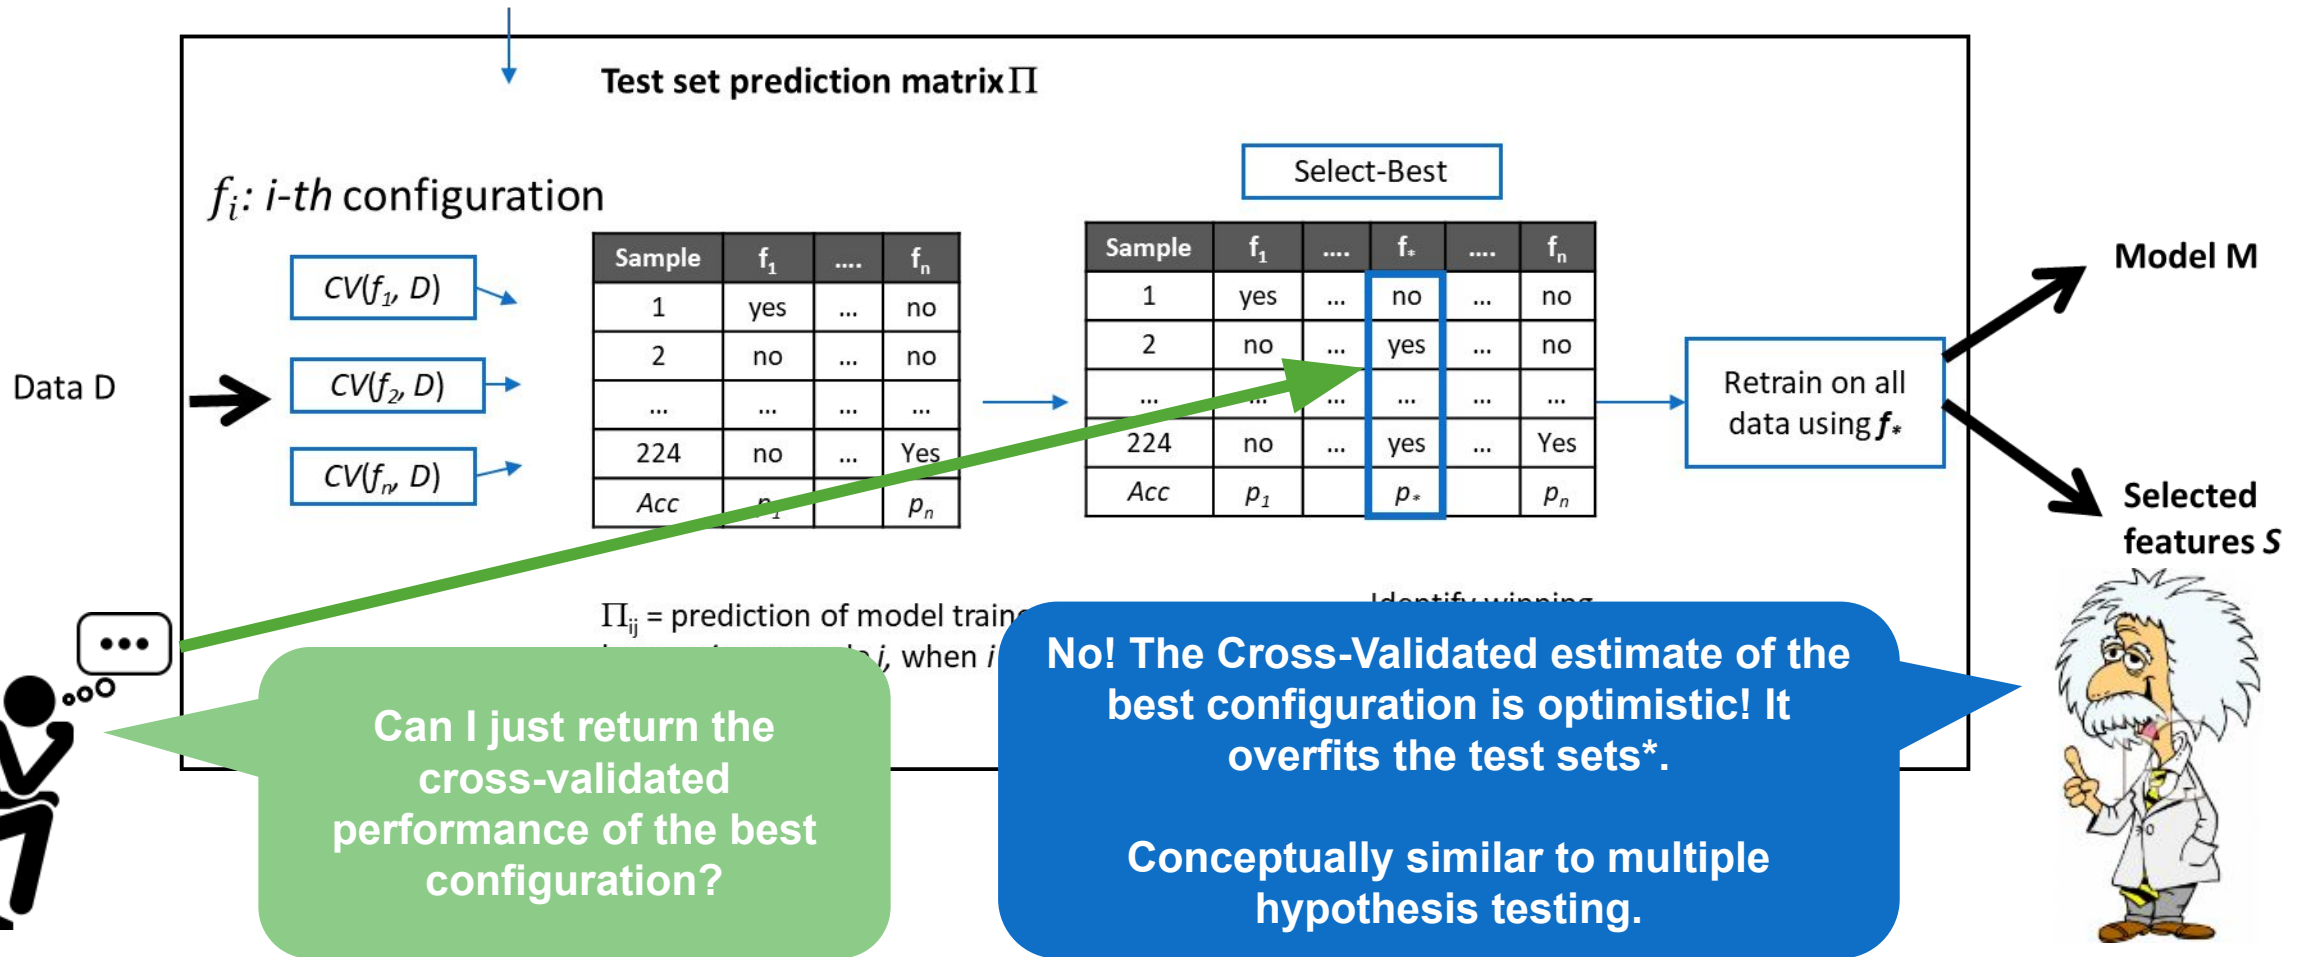 Test set prediction matrix Π
Select-Best
fᵢ: i-th configuration
Sample f₁ .... fₙ
1 yes ... no
2 no ... no
... ... ... ...
224 no ... Yes
Acc p₁ pₙ
Sample f₁ .... f* .... fₙ
1 yes ... no ... no
2 no ... yes ... no
... ... ... ... ... ...
224 no ... yes ... Yes
Acc p₁ p* pₙ
CV(f₁, D)
CV(f₂, D)
CV(fₙ, D)
Data D
Retrain on all
data using f*
Model M
Selected
features S
Πᵢⱼ = prediction of model
i, when i
Identify winning
Can I just return the
cross-validated
performance of the best
configuration?
No! The Cross-Validated estimate of the
best configuration is optimistic! It
overfits the test sets*.
Conceptually similar to multiple
hypothesis testing.